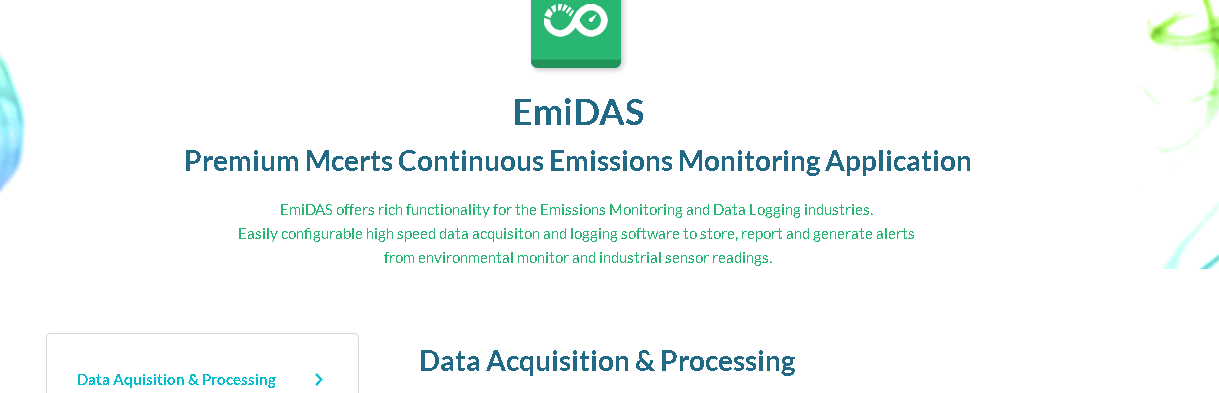 EmiDAS
Premium Mcerts Continuous Emissions Monitoring Application
EmiDAS offers rich functionality for the Emissions Monitoring and Data Logging industries.
Easily configurable high speed data acquisiton and logging software to store, report and generate alerts
from environmental monitor and industrial sensor readings.
Data Acquisition & Processing
Data Aquisition & Processing